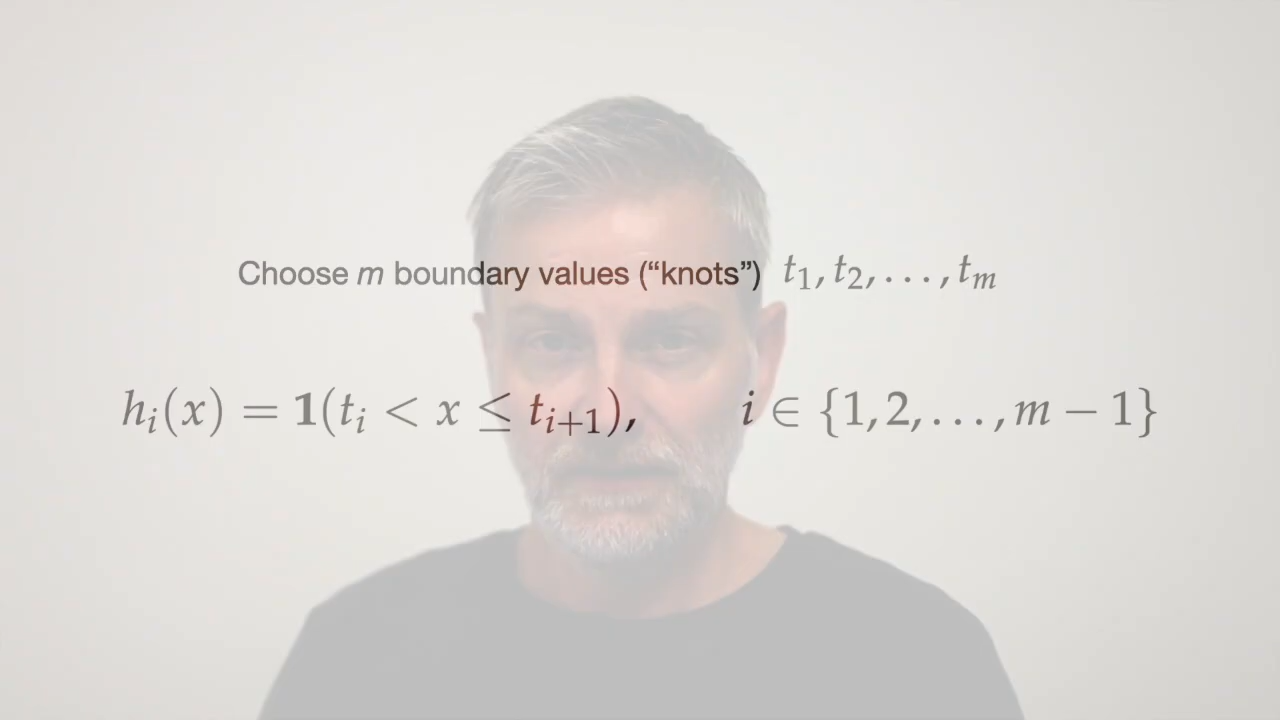 Choose m boundary values (“knots”) t₁, t₂, . . . , tₘ
hᵢ(x) = 𝟏(tᵢ < x ≤ tᵢ₊₁), i ∈ {1, 2, . . . , m − 1}